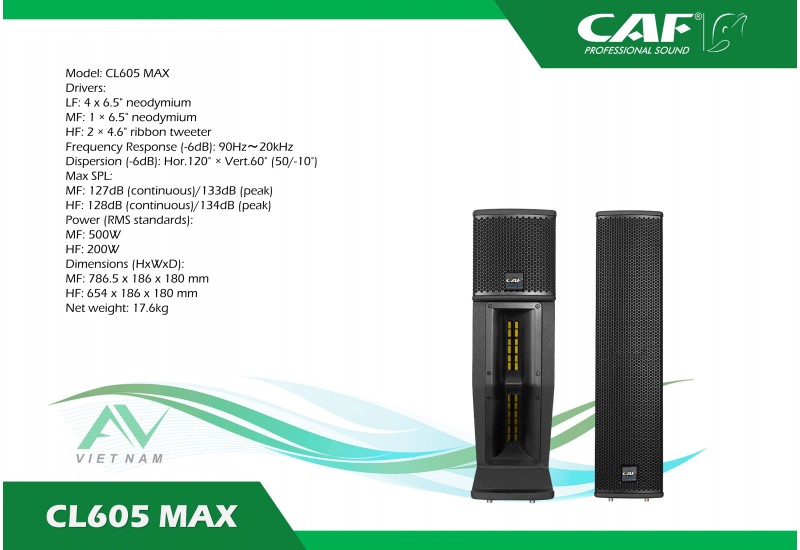 CAF®
PROFESSIONAL SOUND
Model: CL605 MAX
Drivers:
LF: 4 x 6.5" neodymium
MF: 1 × 6.5" neodymium
HF: 2 × 4.6" ribbon tweeter
Frequency Response (-6dB): 90Hz～20kHz
Dispersion (-6dB): Hor.120° × Vert.60° (50/-10°)
Max SPL:
MF: 127dB (continuous)/133dB (peak)
HF: 128dB (continuous)/134dB (peak)
Power (RMS standards):
MF: 500W
HF: 200W
Dimensions (HxWxD):
MF: 786.5 x 186 x 180 mm
HF: 654 x 186 x 180 mm
Net weight: 17.6kg
CAF
CAF
AV
VIET NAM
CL605 MAX